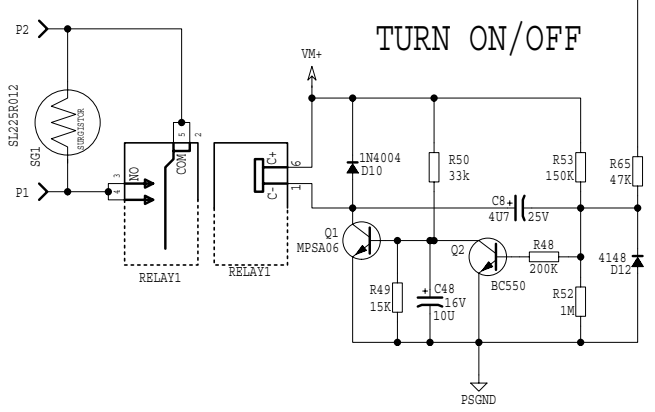 TURN ON/OFF
P2
VM+
SL225R012
SG1
SURGISTOR
5
2
COM
NO
3
4
P1
RELAY1
C+
6
C-
1
RELAY1
1N4004
D10
R50
33k
R53
150K
R65
47K
C8
+
4U7
25V
Q1
MPSA06
Q2
BC550
R48
200K
4148
D12
R49
15K
+
C48
16V
10U
R52
1M
PSGND